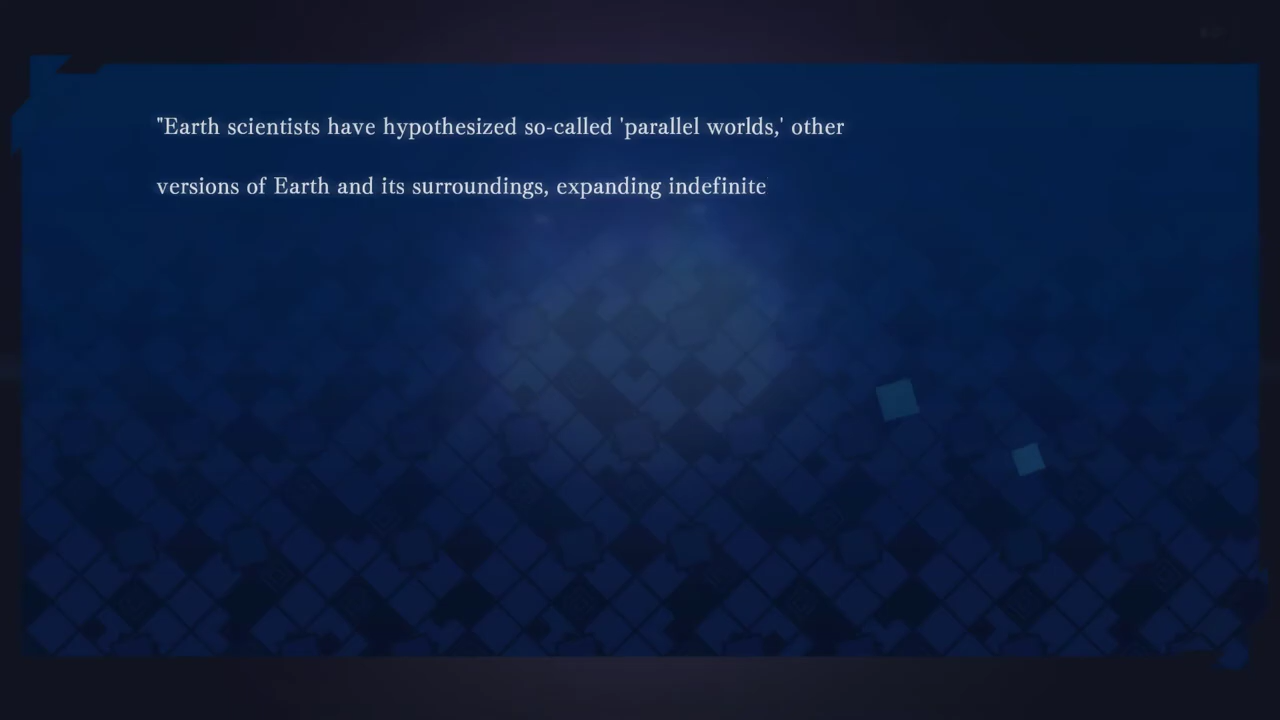 "Earth scientists have hypothesized so-called 'parallel worlds,' other
versions of Earth and its surroundings, expanding indefinite